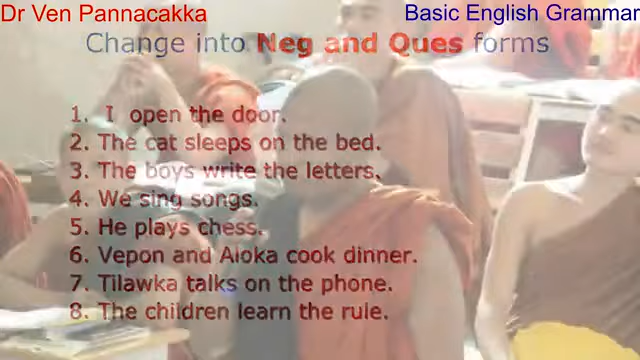 Dr Ven Pannacakka
Basic English Grammar
Change into Neg and Ques forms
1. I open the door.
2. The cat sleeps on the bed.
3. The boys write the letters.
4. We sing songs.
5. He plays chess.
6. Vepon and Aloka cook dinner.
7. Tilawka talks on the phone.
8. The children learn the rule.